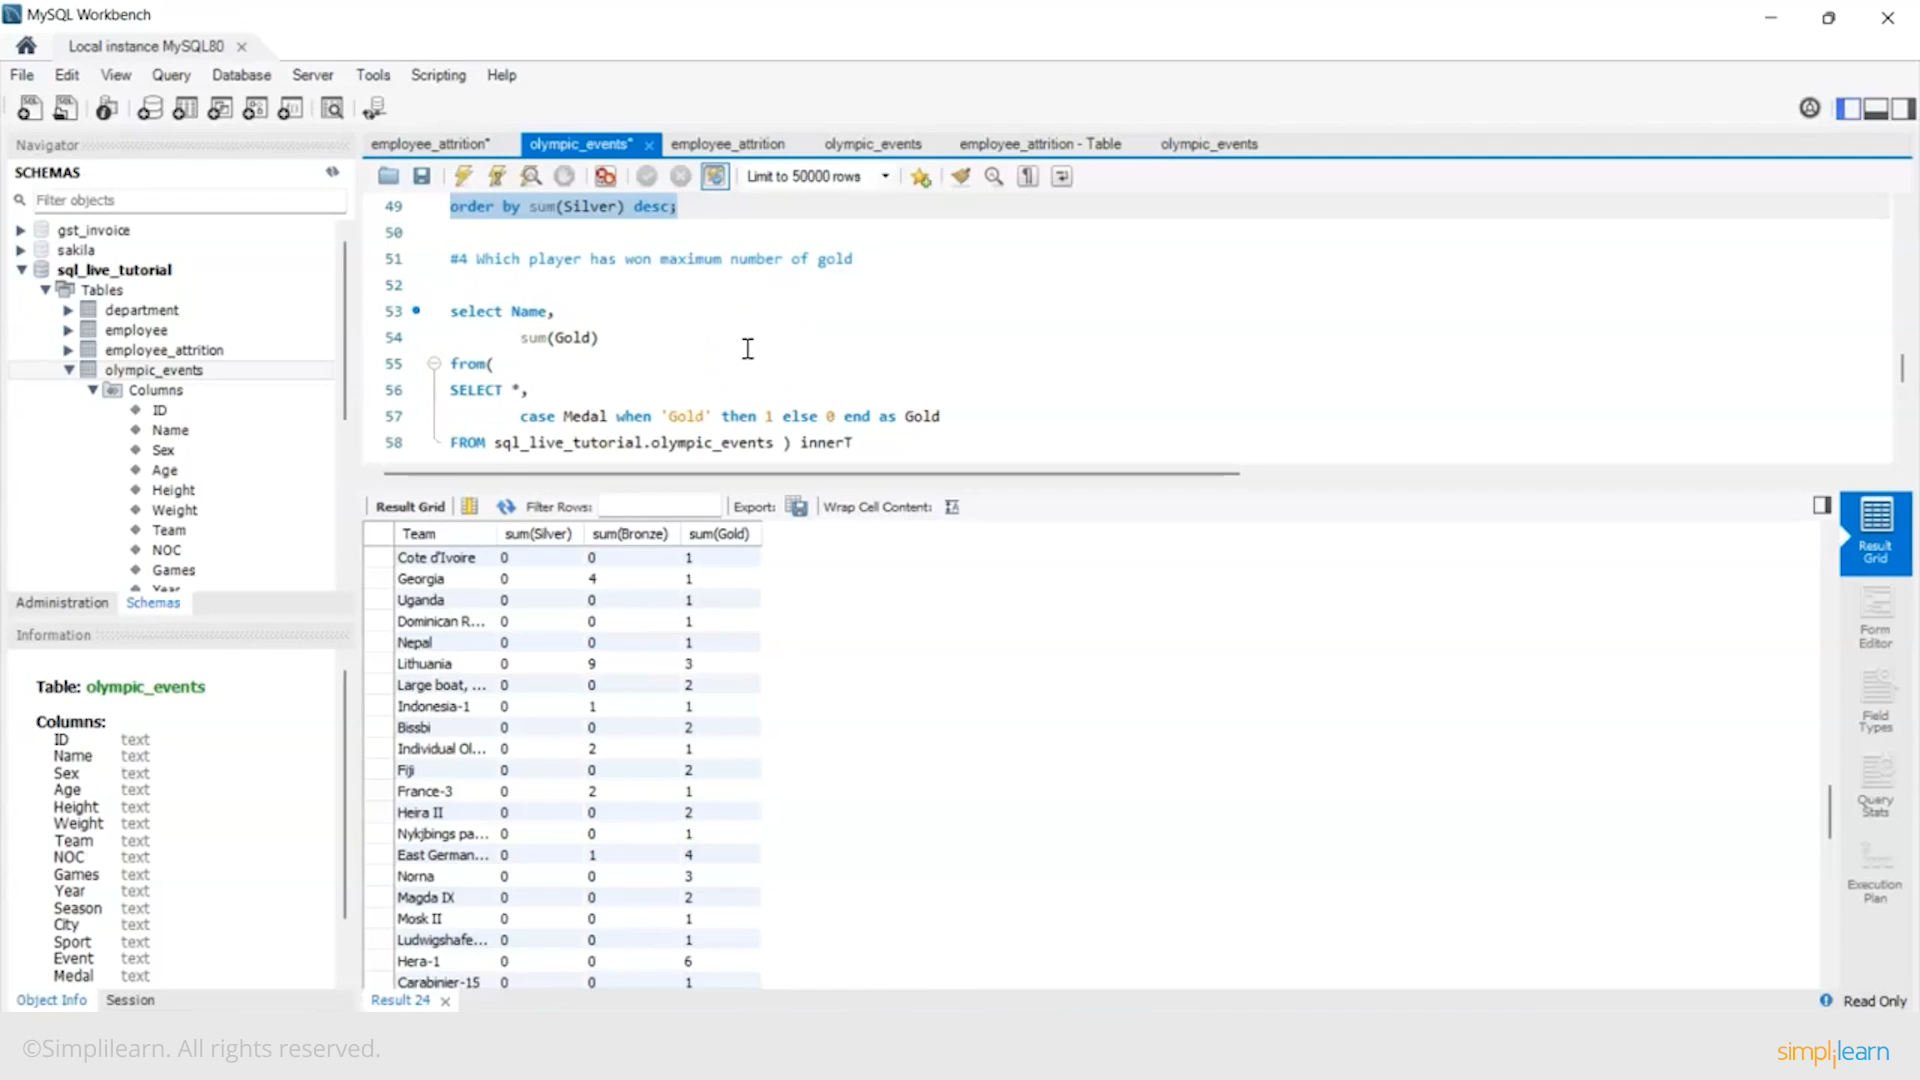 MySQL Workbench
Local instance MySQL80
File Edit View Query Database Server Tools Scripting Help
Navigator
SCHEMAS
Filter objects
gst_invoice
sakila
sql_live_tutorial
Tables
department
employee
employee_attrition
olympic_events
Columns
ID
Name
Sex
Age
Height
Weight
Team
NOC
Games
Year
Administration Schemas
Information
Table: olympic_events
Columns:
ID text
Name text
Sex text
Age text
Height text
Weight text
Team text
NOC text
Games text
Year text
Season text
City text
Sport text
Event text
Medal text
Object Info Session
employee_attrition* olympic_events* employee_attrition olympic_events employee_attrition - Table olympic_events
Limit to 50000 rows
49 order by sum(Silver) desc;
50
51 #4 Which player has won maximum number of gold
52
53 select Name,
54 sum(Gold)
55 from(
56 SELECT *,
57 case Medal when 'Gold' then 1 else 0 end as Gold
58 FROM sql_live_tutorial.olympic_events ) innerT
Result Grid Filter Rows: Export: Wrap Cell Content:
Team sum(Silver) sum(Bronze) sum(Gold)
Cote d'Ivoire 0 0 1
Georgia 0 4 1
Uganda 0 0 1
Dominican R... 0 0 1
Nepal 0 0 1
Lithuania 0 9 3
Large boat, ... 0 0 2
Indonesia-1 0 1 1
Bissbi 0 0 2
Individual Ol... 0 2 1
Fiji 0 0 2
France-3 0 2 1
Heira II 0 0 2
Nykjbings pa... 0 0 1
East German... 0 1 4
Norna 0 0 3
Magda IX 0 0 2
Mosk II 0 0 1
Ludwigshafe... 0 0 1
Hera-1 0 0 6
Carabinier-15 0 0 1
Result 24
Result
Grid
Form
Editor
Field
Types
Query
Stats
Execution
Plan
Read Only
©Simplilearn. All rights reserved.
simplilearn